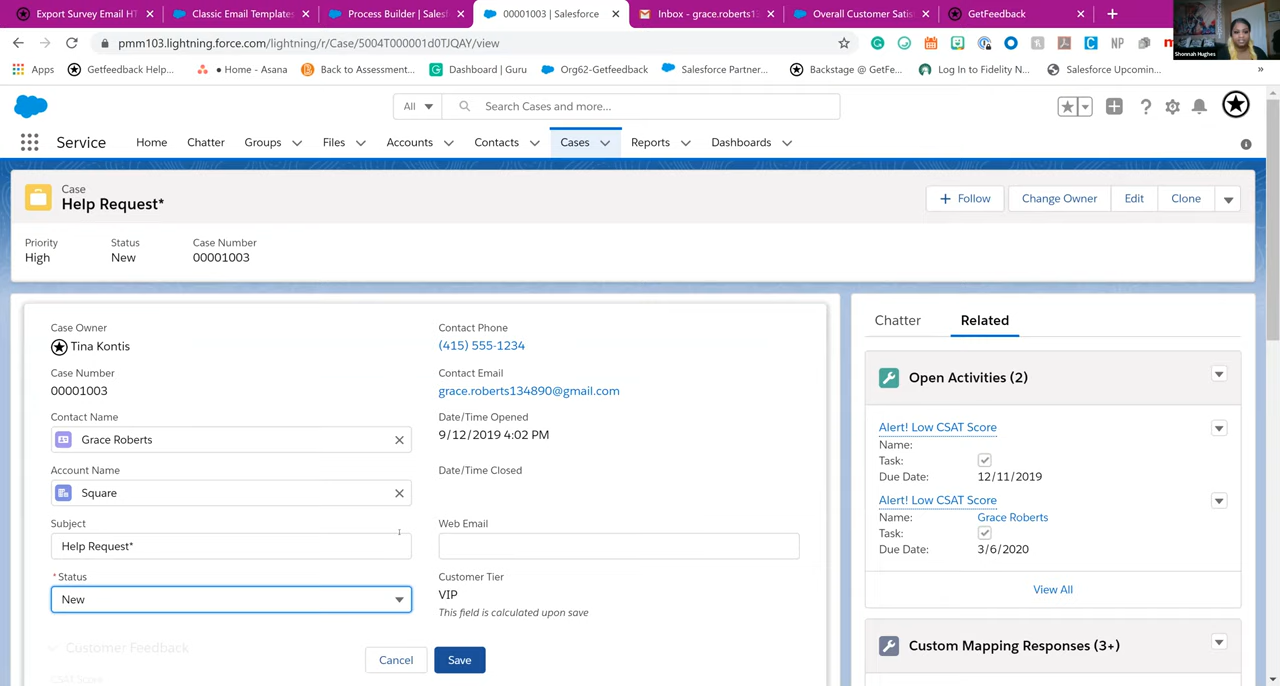 Export Survey Email HT
Classic Email Templates
Process Builder | Salesf
00001003 | Salesforce
Inbox - grace.roberts13
Overall Customer Satis
GetFeedback
pmm103.lightning.force.com/lightning/r/Case/5004T000001d0TJQAY/view
Apps
Getfeedback Help...
• Home - Asana
Back to Assessment...
Dashboard | Guru
Org62-Getfeedback
Salesforce Partner...
Backstage @ GetFe...
Log In to Fidelity N...
Salesforce Upcomin...
»
Shonnah Hughes
All
Search Cases and more...
Service
Home
Chatter
Groups
Files
Accounts
Contacts
Cases
Reports
Dashboards
Case
Help Request*
+ Follow
Change Owner
Edit
Clone
Priority
Status
Case Number
High
New
00001003
Case Owner
Tina Kontis
Contact Phone
(415) 555-1234
Case Number
00001003
Contact Email
grace.roberts134890@gmail.com
Contact Name
Grace Roberts
Date/Time Opened
9/12/2019 4:02 PM
Account Name
Square
Date/Time Closed
Subject
Help Request*
Web Email
* Status
New
Customer Tier
VIP
This field is calculated upon save
Customer Feedback
CSAT Score
Cancel
Save
Chatter
Related
Open Activities (2)
Alert! Low CSAT Score
Name:
Task:
Due Date: 12/11/2019
Alert! Low CSAT Score
Name: Grace Roberts
Task:
Due Date: 3/6/2020
View All
Custom Mapping Responses (3+)